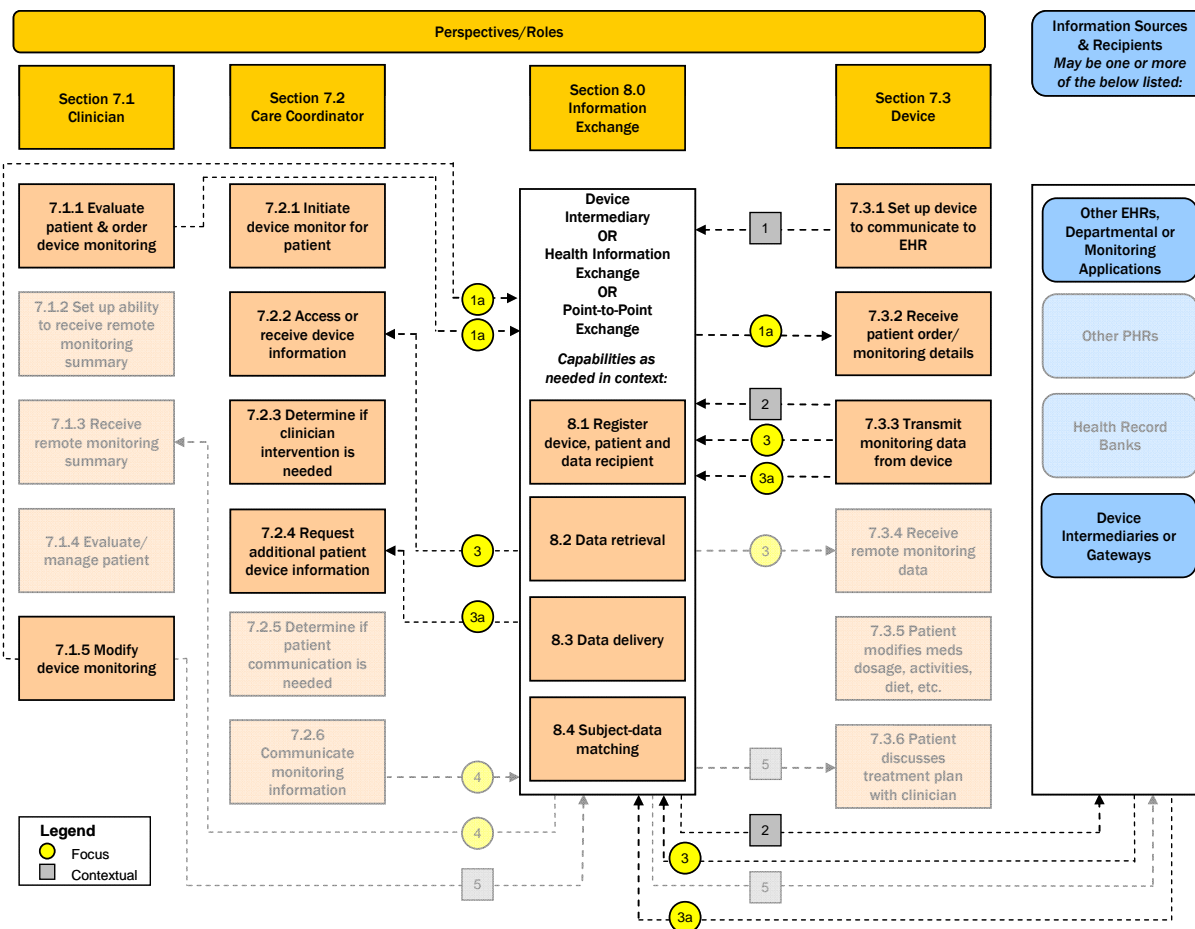 Perspectives/Roles
Information Sources
& Recipients
May be one or more
of the below listed:
Section 7.1
Clinician
Section 7.2
Care Coordinator
Section 8.0
Information
Exchange
Section 7.3
Device
7.1.1 Evaluate
patient & order
device monitoring
7.1.2 Set up ability
to receive remote
monitoring
summary
7.1.3 Receive
remote monitoring
summary
7.1.4 Evaluate/
manage patient
7.1.5 Modify
device monitoring
7.2.1 Initiate
device monitor for
patient
7.2.2 Access or
receive device
information
7.2.3 Determine if
clinician
intervention is
needed
7.2.4 Request
additional patient
device information
7.2.5 Determine if
patient
communication is
needed
7.2.6
Communicate
monitoring
information
1a
1a
3
3a
4
4
5
Device
Intermediary
OR
Health Information
Exchange
OR
Point-to-Point
Exchange
Capabilities as
needed in context:
8.1 Register
device, patient and
data recipient
8.2 Data retrieval
8.3 Data delivery
8.4 Subject-data
matching
1
1a
2
3
3a
3
5
2
3
5
3a
7.3.1 Set up device
to communicate to
EHR
7.3.2 Receive
patient order/
monitoring details
7.3.3 Transmit
monitoring data
from device
7.3.4 Receive
remote monitoring
data
7.3.5 Patient
modifies meds
dosage, activities,
diet, etc.
7.3.6 Patient
discusses
treatment plan
with clinician
Other EHRs,
Departmental or
Monitoring
Applications
Other PHRs
Health Record
Banks
Device
Intermediaries or
Gateways
Legend
Focus
Contextual